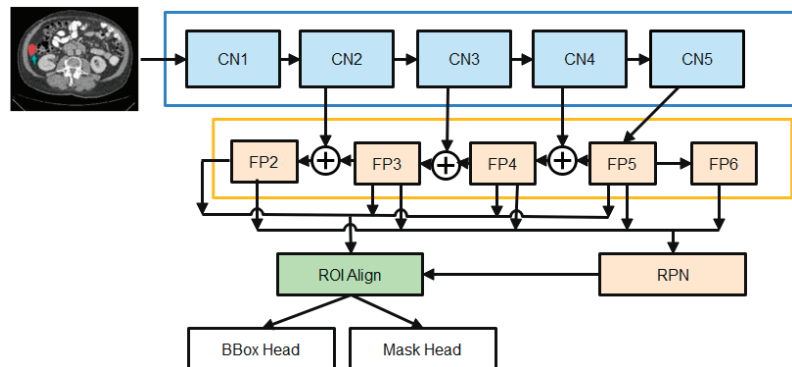 CN1
CN2
CN3
CN4
CN5
FP2
FP3
FP4
FP5
FP6
ROI Align
RPN
BBox Head
Mask Head